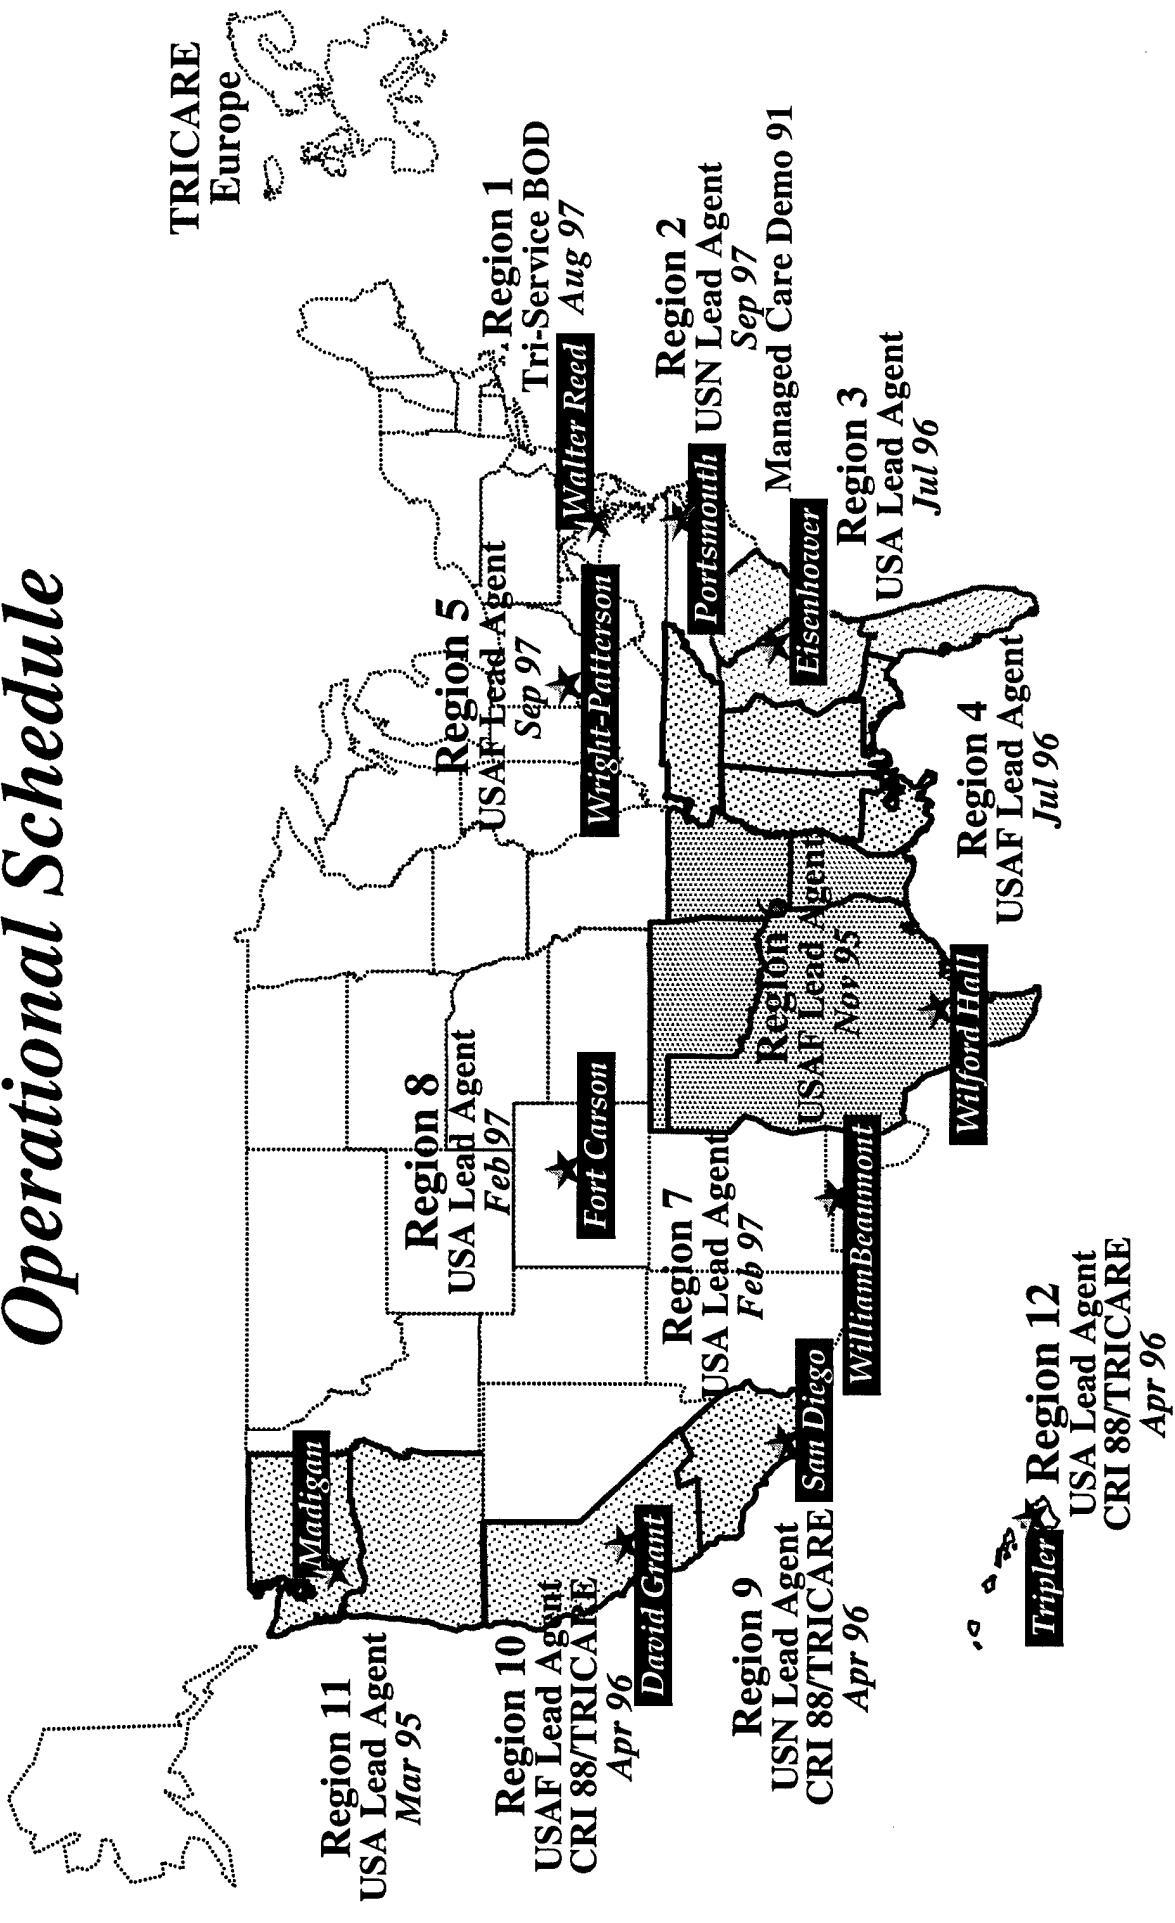 Operational Schedule
TRICARE
Europe
Region 11
USA Lead Agent
Mar 95
Madigan
Region 10
USAF Lead Agent
CRI 88/TRICARE
Apr 96
David Grant
Region 9
USN Lead Agent
CRI 88/TRICARE
Apr 96
San Diego
Region 12
USA Lead Agent
CRI 88/TRICARE
Apr 96
Tripler
Region 8
USA Lead Agent
Feb 97
Fort Carson
Region 7
USA Lead Agent
Feb 97
WilliamBeaumont
Region 6
USAF Lead Agent
Nov 95
Wilford Hall
Region 5
USAF Lead Agent
Sep 97
Wright-Patterson
Region 1
Tri-Service BOD
Aug 97
Walter Reed
Region 2
USN Lead Agent
Sep 97
Managed Care Demo 91
Portsmouth
Region 3
USA Lead Agent
Jul 96
Eisenhower
Region 4
USAF Lead Agent
Jul 96